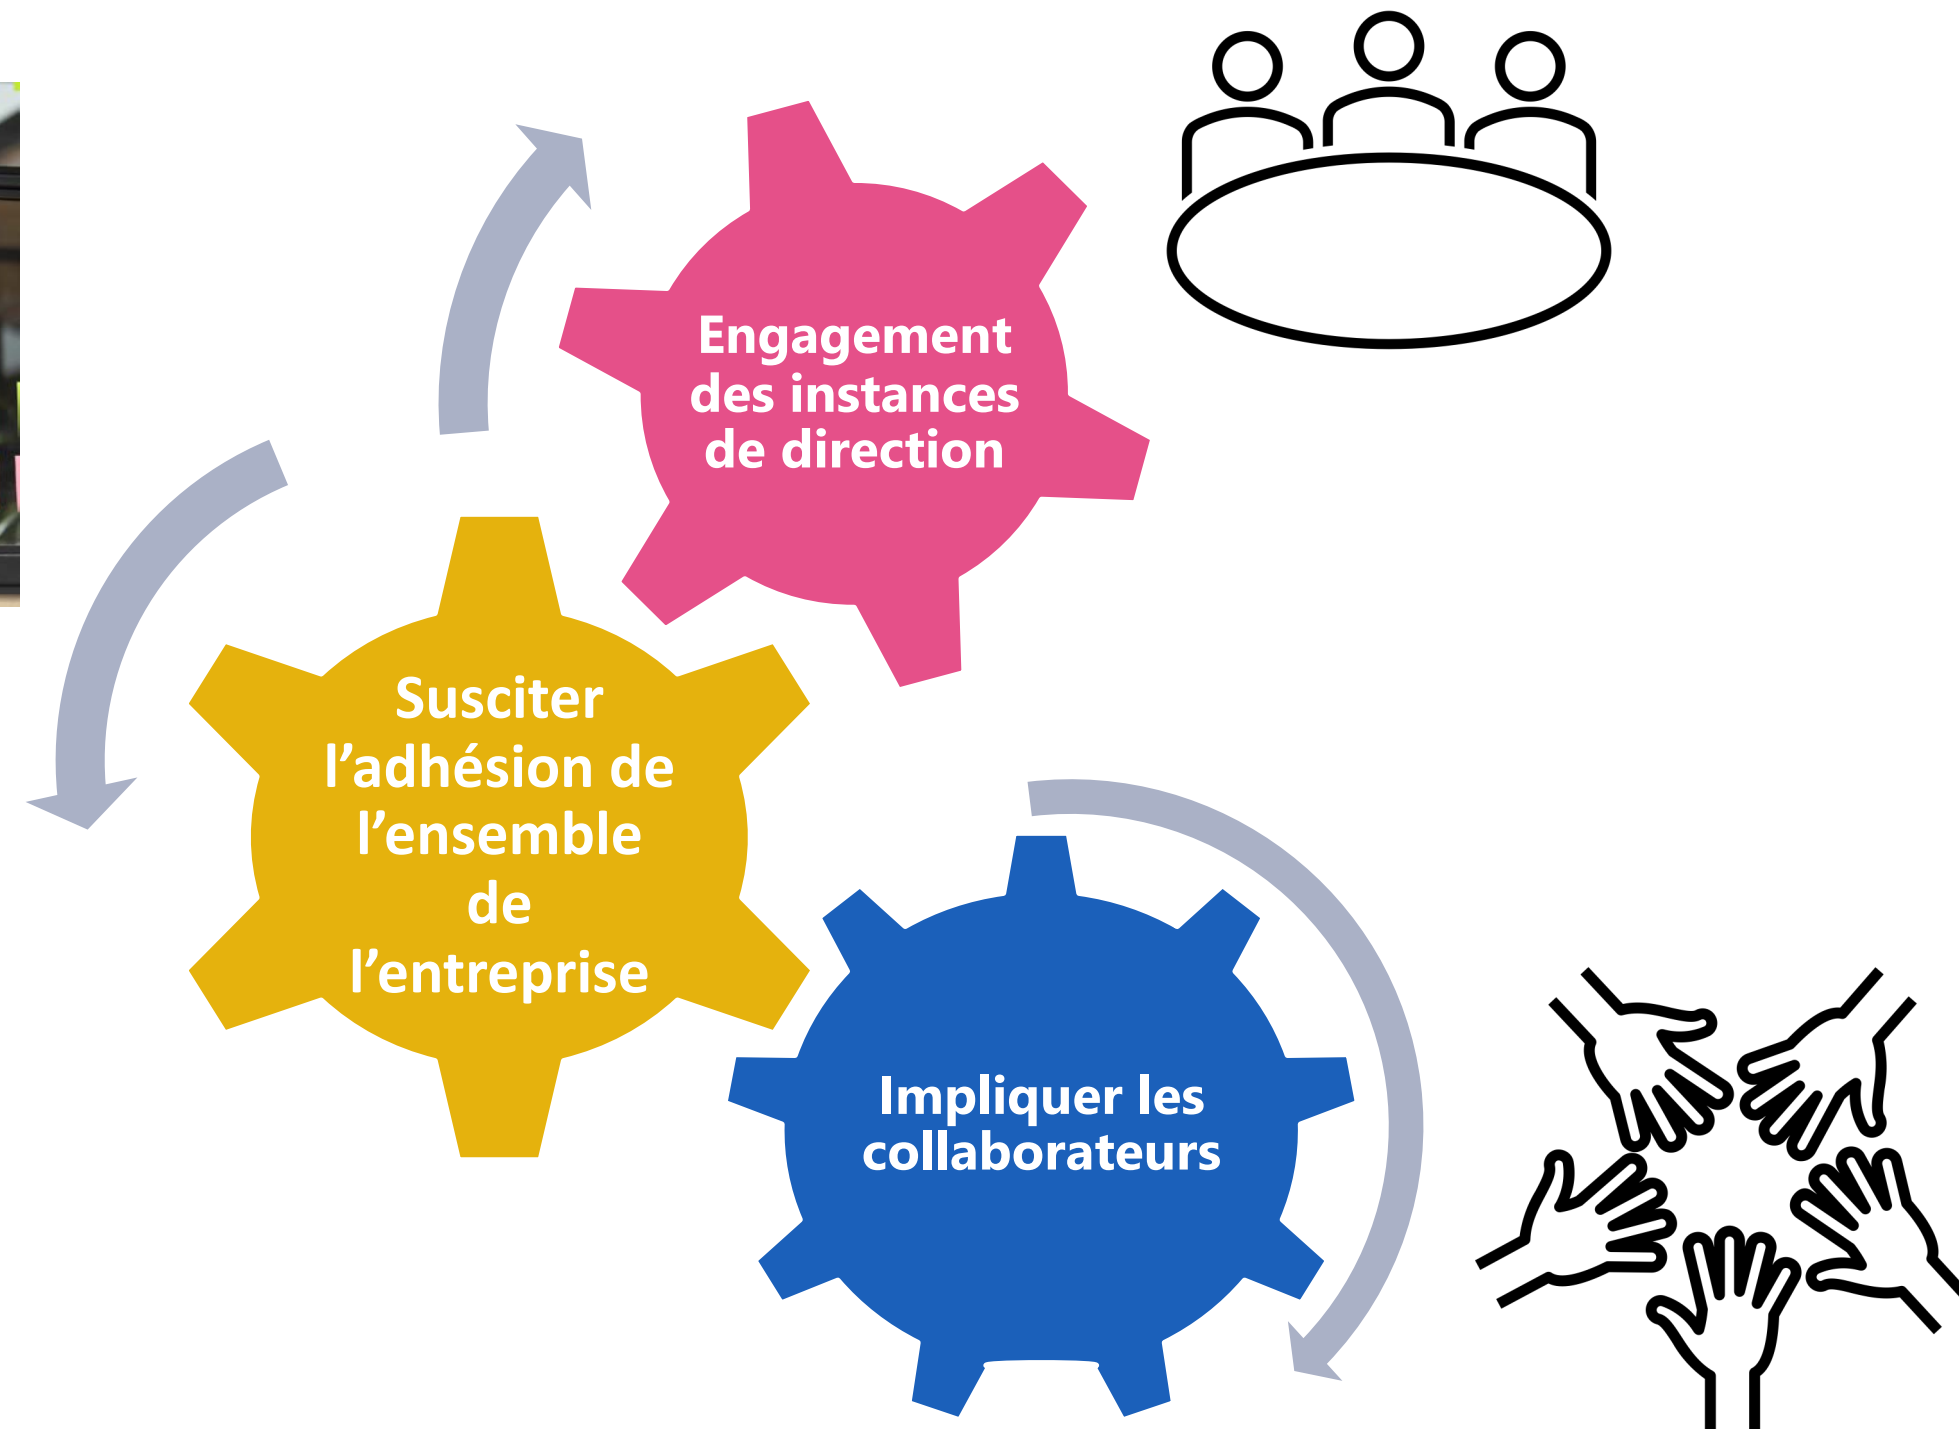 Engagement
des instances
de direction
Susciter
l’adhésion de
l’ensemble
de
l’entreprise
Impliquer les
collaborateurs